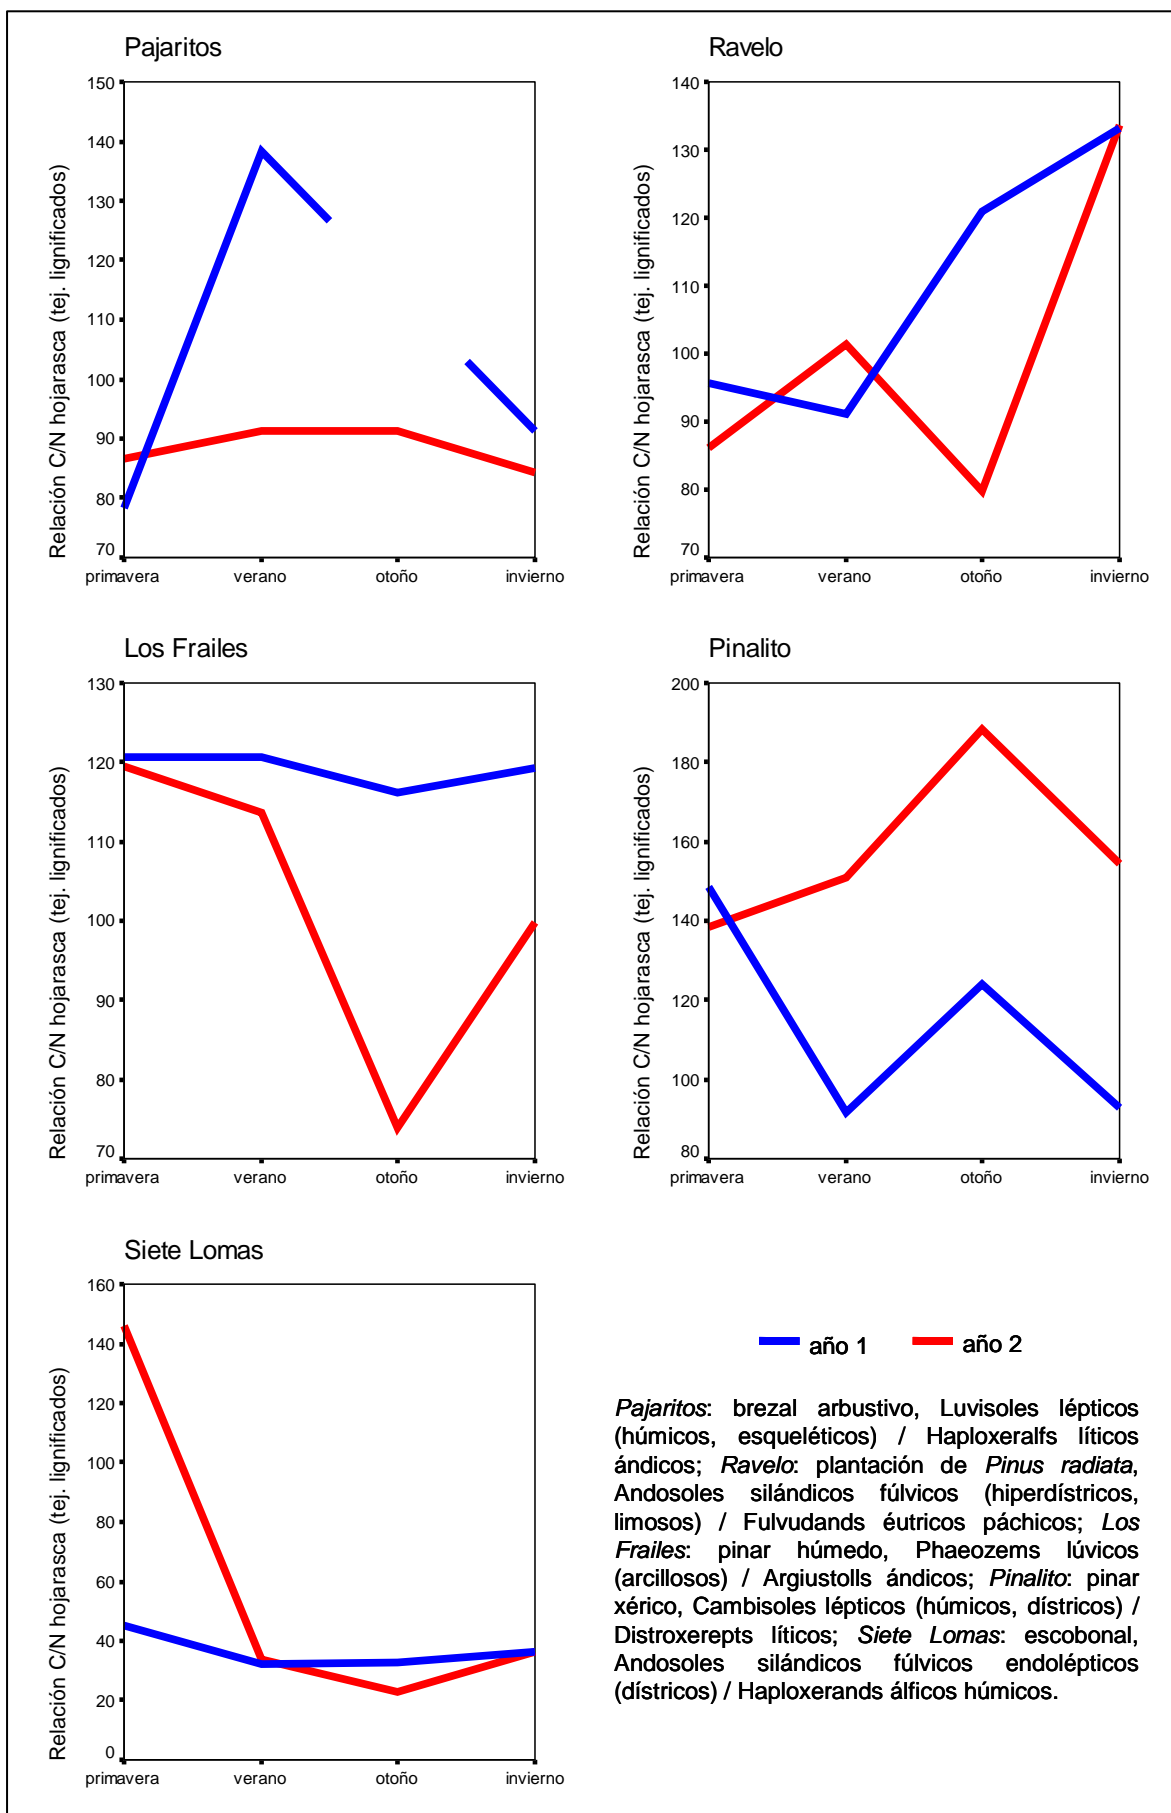 Pajaritos
Relación C/N hojarasca (tej. lignificados)
150
140
130
120
110
100
90
80
70
primavera verano otoño invierno
Ravelo
Relación C/N hojarasca (tej. lignificados)
140
130
120
110
100
90
80
70
primavera verano otoño invierno
Los Frailes
Relación C/N hojarasca (tej. lignificados)
130
120
110
100
90
80
70
primavera verano otoño invierno
Pinalito
Relación C/N hojarasca (tej. lignificados)
200
180
160
140
120
100
80
primavera verano otoño invierno
Siete Lomas
Relación C/N hojarasca (tej. lignificados)
160
140
120
100
80
60
40
20
0
primavera verano otoño invierno
año 1 año 2
Pajaritos: brezal arbustivo, Luvisoles lépticos
(húmicos, esqueléticos) / Haploxeralfs líticos
ándicos; Ravelo: plantación de Pinus radiata,
Andosoles silándicos fúlvicos (hiperdístricos,
limosos) / Fulvudands éutricos páchicos; Los
Frailes: pinar húmedo, Phaeozems lúvicos
(arcillosos) / Argiustolls ándicos; Pinalito: pinar
xérico, Cambisoles lépticos (húmicos, dístricos) /
Distroxerepts líticos; Siete Lomas: escobonal,
Andosoles silándicos fúlvicos endolépticos
(dístricos) / Haploxerands álficos húmicos.